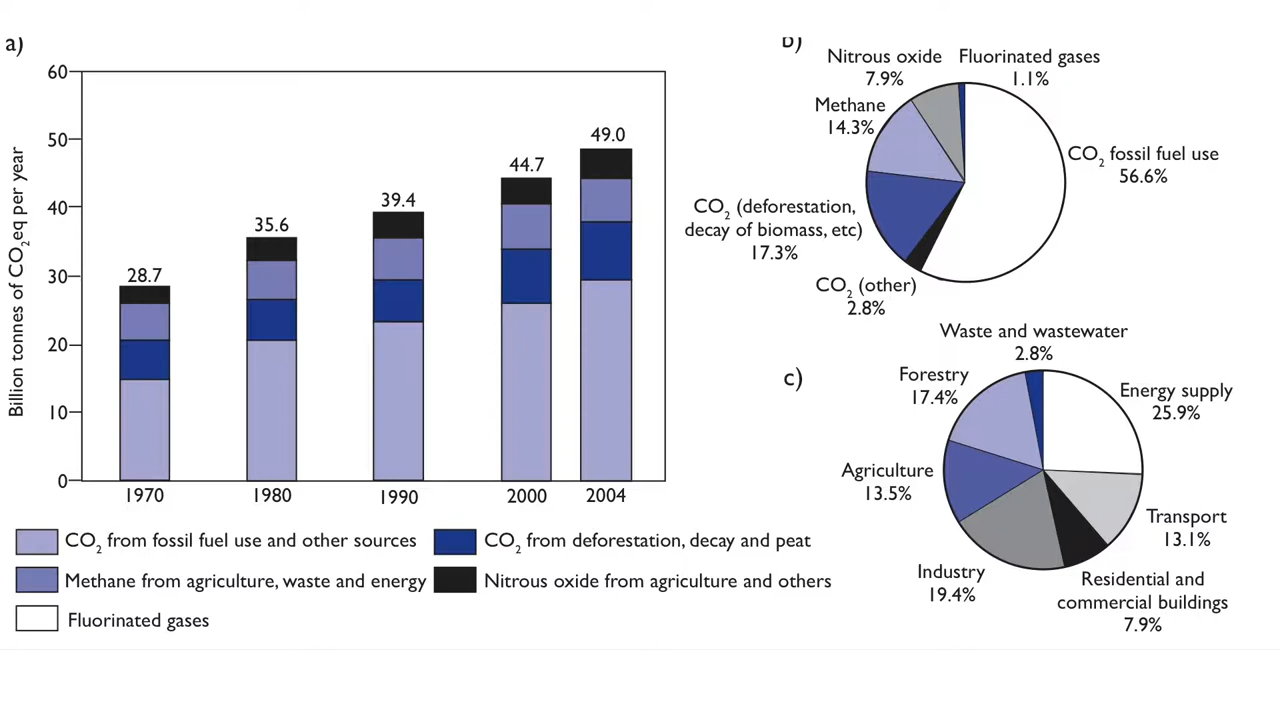 a)
60
50
40
30
20
10
0
Billion tonnes of CO₂eq per year
28.7
35.6
39.4
44.7
49.0
1970
1980
1990
2000
2004
CO₂ from fossil fuel use and other sources
CO₂ from deforestation, decay and peat
Methane from agriculture, waste and energy
Nitrous oxide from agriculture and others
Fluorinated gases
b)
Nitrous oxide
7.9%
Fluorinated gases
1.1%
Methane
14.3%
CO₂ fossil fuel use
56.6%
CO₂ (deforestation,
decay of biomass, etc)
17.3%
CO₂ (other)
2.8%
c)
Waste and wastewater
2.8%
Forestry
17.4%
Energy supply
25.9%
Agriculture
13.5%
Transport
13.1%
Industry
19.4%
Residential and
commercial buildings
7.9%